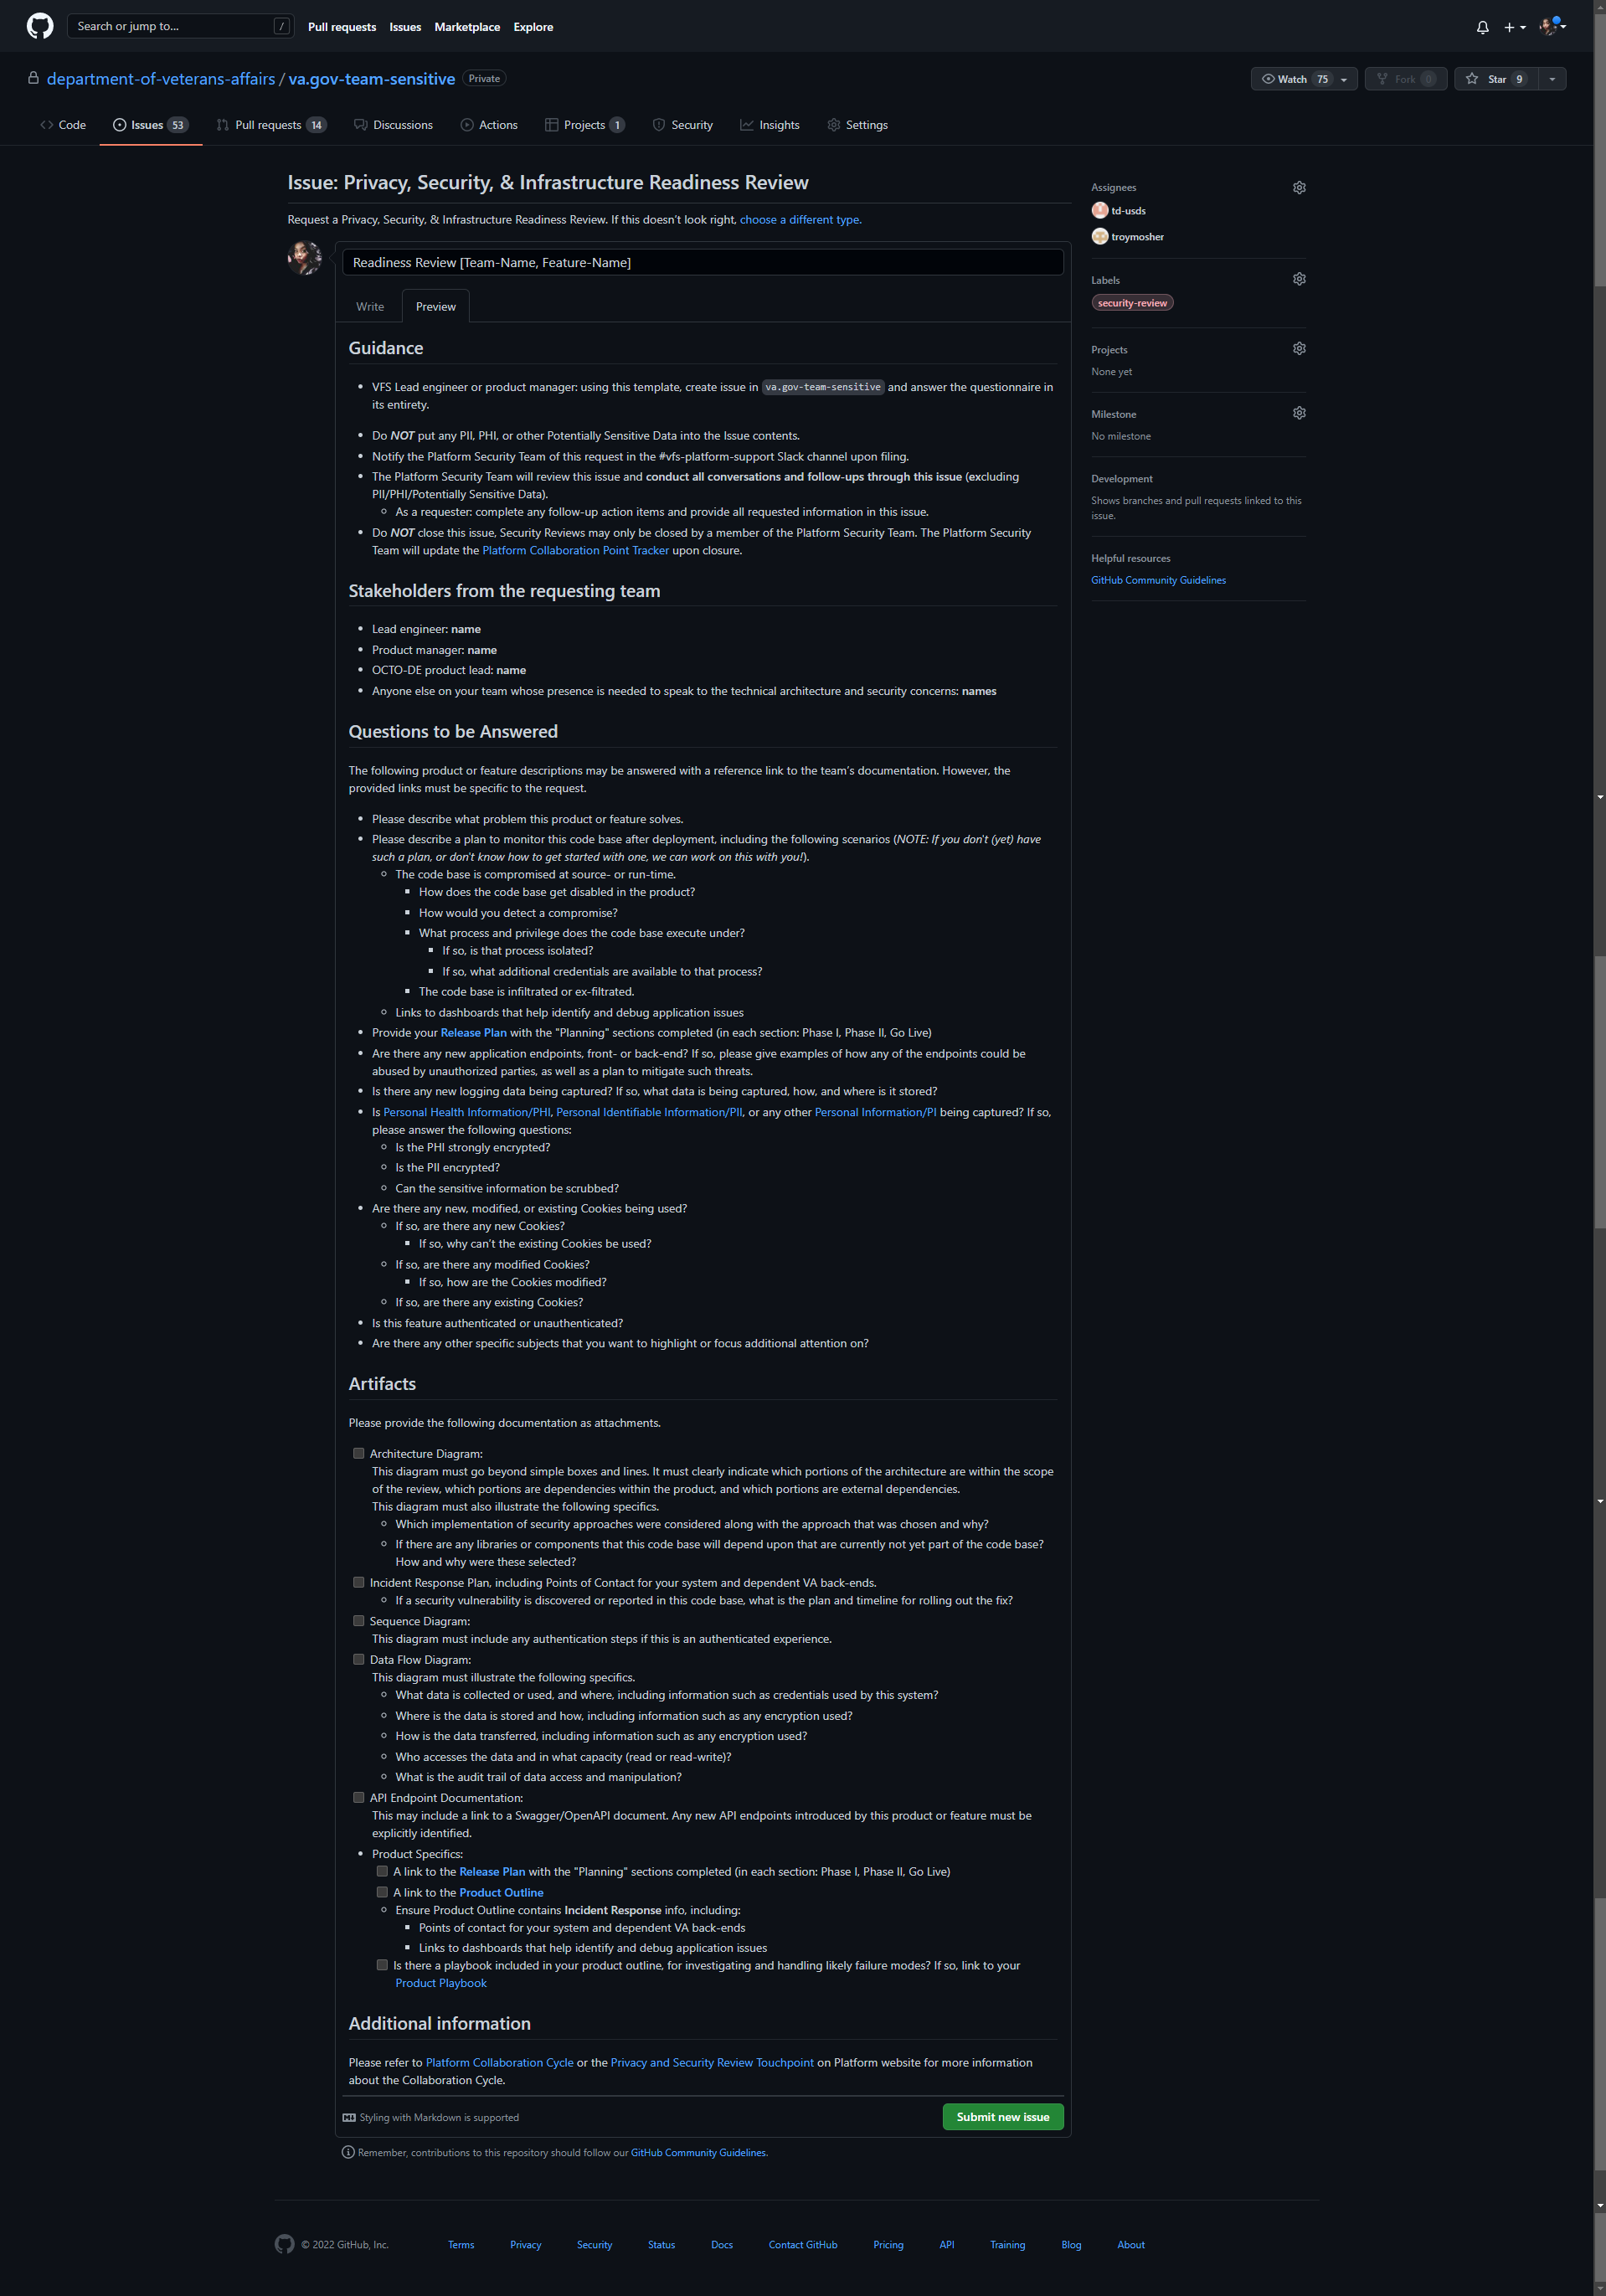 Search or jump to...
/
Pull requests
Issues
Marketplace
Explore
department-of-veterans-affairs / va.gov-team-sensitive
Private
Watch 75
Fork 0
Star 9
Code
Issues 53
Pull requests 14
Discussions
Actions
Projects 1
Security
Insights
Settings
Issue: Privacy, Security, & Infrastructure Readiness Review
Request a Privacy, Security, & Infrastructure Readiness Review. If this doesn't look right, choose a different type.
Readiness Review [Team-Name, Feature-Name]
Write
Preview
Guidance
VFS Lead engineer or product manager: using this template, create issue in va.gov-team-sensitive and answer the questionnaire in
its entirety.
Do NOT put any PII, PHI, or other Potentially Sensitive Data into the Issue contents.
Notify the Platform Security Team of this request in the #vfs-platform-support Slack channel upon filing.
The Platform Security Team will review this issue and conduct all conversations and follow-ups through this issue (excluding
PII/PHI/Potentially Sensitive Data).
As a requester: complete any follow-up action items and provide all requested information in this issue.
Do NOT close this issue, Security Reviews may only be closed by a member of the Platform Security Team. The Platform Security
Team will update the Platform Collaboration Point Tracker upon closure.
Stakeholders from the requesting team
Lead engineer: name
Product manager: name
OCTO-DE product lead: name
Anyone else on your team whose presence is needed to speak to the technical architecture and security concerns: names
Questions to be Answered
The following product or feature descriptions may be answered with a reference link to the team's documentation. However, the
provided links must be specific to the request.
Please describe what problem this product or feature solves.
Please describe a plan to monitor this code base after deployment, including the following scenarios (NOTE: If you don't (yet) have
such a plan, or don't know how to get started with one, we can work on this with you!).
The code base is compromised at source- or run-time.
How does the code base get disabled in the product?
How would you detect a compromise?
What process and privilege does the code base execute under?
If so, is that process isolated?
If so, what additional credentials are available to that process?
The code base is infiltrated or ex-filtrated.
Links to dashboards that help identify and debug application issues
Provide your Release Plan with the "Planning" sections completed (in each section: Phase I, Phase II, Go Live)
Are there any new application endpoints, front- or back-end? If so, please give examples of how any of the endpoints could be
abused by unauthorized parties, as well as a plan to mitigate such threats.
Is there any new logging data being captured? If so, what data is being captured, how, and where is it stored?
Is Personal Health Information/PHI, Personal Identifiable Information/PII, or any other Personal Information/PI being captured? If so,
please answer the following questions:
Is the PHI strongly encrypted?
Is the PII encrypted?
Can the sensitive information be scrubbed?
Are there any new, modified, or existing Cookies being used?
If so, are there any new Cookies?
If so, why can't the existing Cookies be used?
If so, are there any modified Cookies?
If so, how are the Cookies modified?
If so, are there any existing Cookies?
Is this feature authenticated or unauthenticated?
Are there any other specific subjects that you want to highlight or focus additional attention on?
Artifacts
Please provide the following documentation as attachments.
Architecture Diagram:
This diagram must go beyond simple boxes and lines. It must clearly indicate which portions of the architecture are within the scope
of the review, which portions are dependencies within the product, and which portions are external dependencies.
This diagram must also illustrate the following specifics.
Which implementation of security approaches were considered along with the approach that was chosen and why?
If there are any libraries or components that this code base will depend upon that are currently not yet part of the code base?
How and why were these selected?
Incident Response Plan, including Points of Contact for your system and dependent VA back-ends.
If a security vulnerability is discovered or reported in this code base, what is the plan and timeline for rolling out the fix?
Sequence Diagram:
This diagram must include any authentication steps if this is an authenticated experience.
Data Flow Diagram:
This diagram must illustrate the following specifics.
What data is collected or used, and where, including information such as credentials used by this system?
Where is the data is stored and how, including information such as any encryption used?
How is the data transferred, including information such as any encryption used?
Who accesses the data and in what capacity (read or read-write)?
What is the audit trail of data access and manipulation?
API Endpoint Documentation:
This may include a link to a Swagger/OpenAPI document. Any new API endpoints introduced by this product or feature must be
explicitly identified.
Product Specifics:
A link to the Release Plan with the "Planning" sections completed (in each section: Phase I, Phase II, Go Live)
A link to the Product Outline
Ensure Product Outline contains Incident Response info, including:
Points of contact for your system and dependent VA back-ends
Links to dashboards that help identify and debug application issues
Is there a playbook included in your product outline, for investigating and handling likely failure modes? If so, link to your
Product Playbook
Additional information
Please refer to Platform Collaboration Cycle or the Privacy and Security Review Touchpoint on Platform website for more information
about the Collaboration Cycle.
Styling with Markdown is supported
Submit new issue
Remember, contributions to this repository should follow our GitHub Community Guidelines.
Assignees
td-usds
troymosher
Labels
security-review
Projects
None yet
Milestone
No milestone
Development
Shows branches and pull requests linked to this
issue.
Helpful resources
GitHub Community Guidelines
© 2022 GitHub, Inc.
Terms
Privacy
Security
Status
Docs
Contact GitHub
Pricing
API
Training
Blog
About